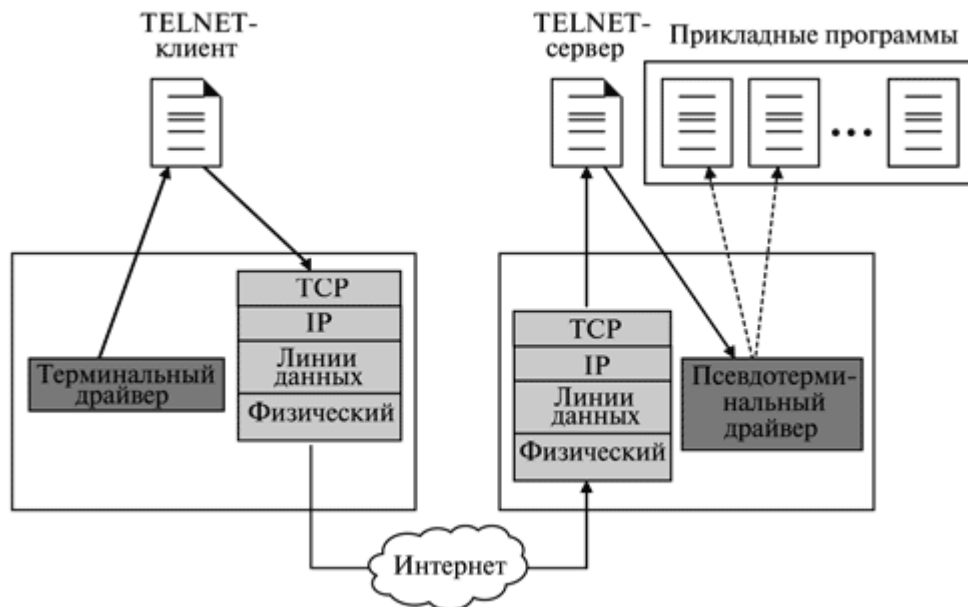 TELNET-
клиент
TELNET-
сервер
Прикладные программы
TCP
IP
Линии
данных
Физический
Терминальный
драйвер
TCP
IP
Линии
данных
Физический
Псевдотерми-
нальный
драйвер
Интернет